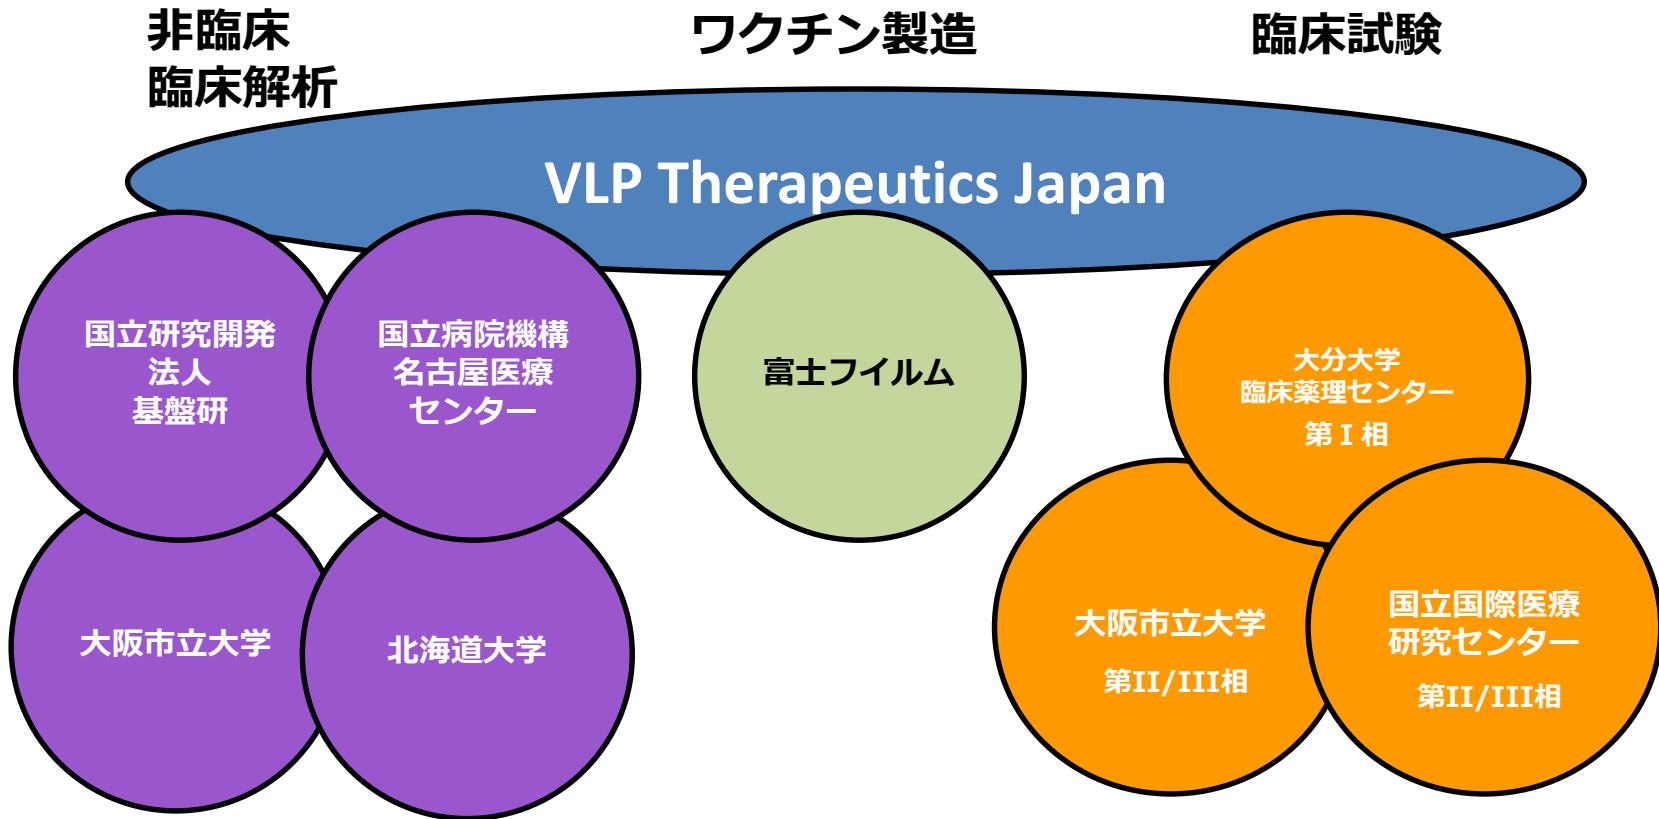 非臨床
臨床解析
ワクチン製造
臨床試験
VLP Therapeutics Japan
国立研究開発
法人
基盤研
国立病院機構
名古屋医療
センター
富士フイルム
大分大学
臨床薬理センター
第Ⅰ相
大阪市立大学
北海道大学
大阪市立大学
第II/III相
国立国際医療
研究センター
第II/III相